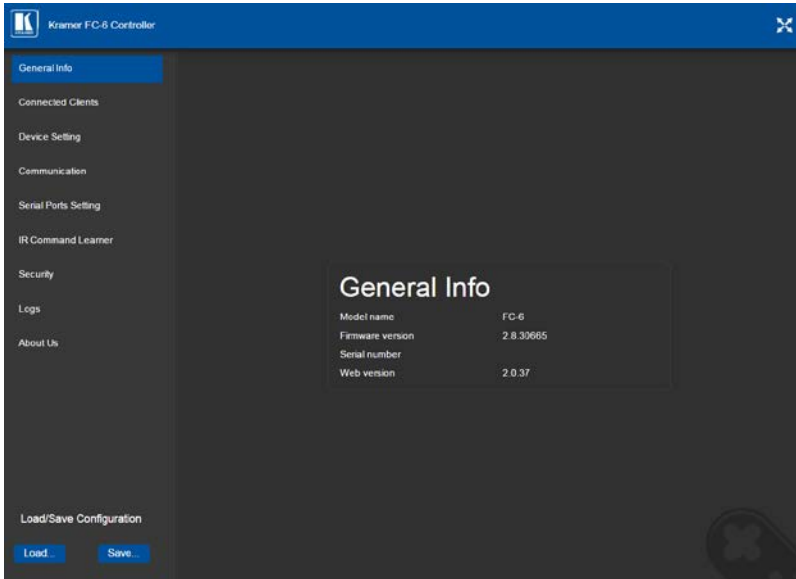 Kramer FC-6 Controller
General Info
Connected Clients
Device Setting
Communication
Serial Ports Setting
IR Command Learner
Security
Logs
About Us
General Info
Model name FC-6
Firmware version 2.8.30665
Serial number
Web version 2.0.37
Load/Save Configuration
Load... Save...